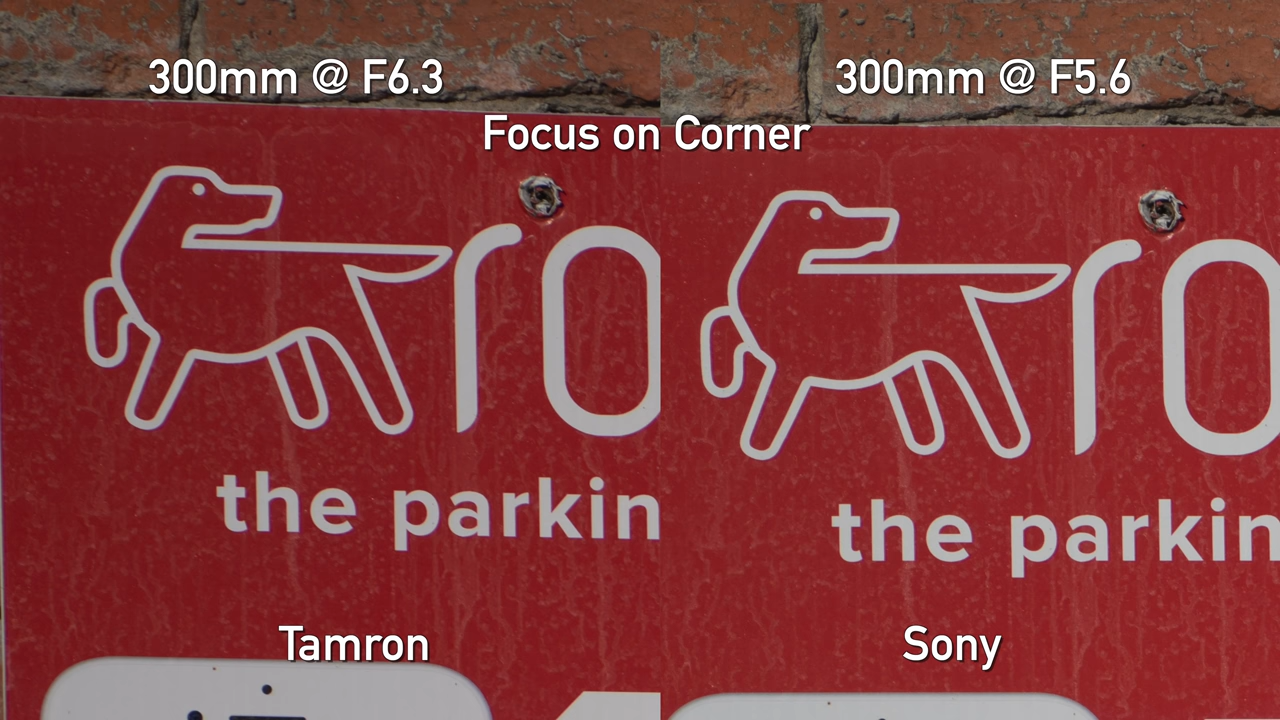 300mm @ F6.3
300mm @ F5.6
Focus on Corner
ro
ro
the parkin
the parkin
Tamron
Sony